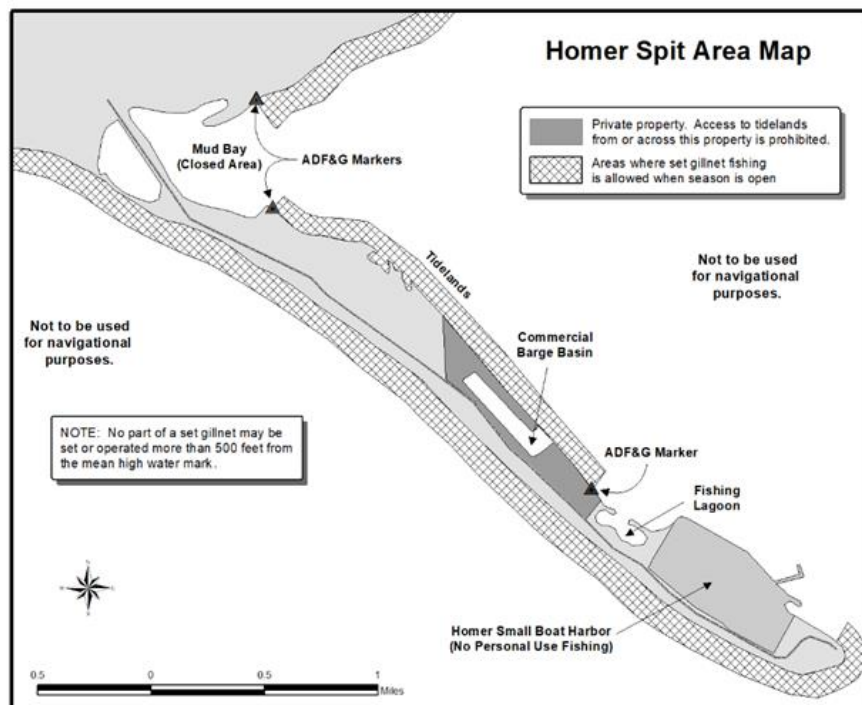 Homer Spit Area Map
Private property. Access to tidelands
from or across this property is prohibited.
Areas where set gillnet fishing
is allowed when season is open
Mud Bay
(Closed Area)
ADF&G Markers
Tidelands
Not to be used
for navigational
purposes.
Not to be used
for navigational
purposes.
Commercial
Barge Basin
NOTE: No part of a set gillnet may be
set or operated more than 500 feet from
the mean high water mark.
ADF&G Marker
Fishing
Lagoon
Homer Small Boat Harbor
(No Personal Use Fishing)
0.5 0 0.5 1
Miles